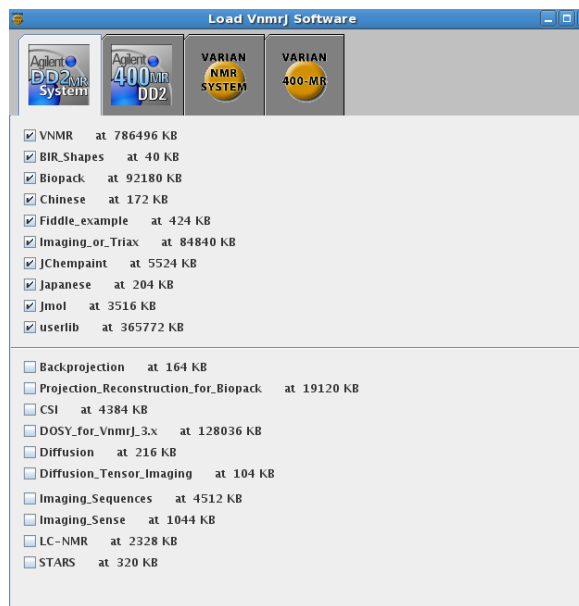 Load VnmrJ Software
Agilent
DD2 MR
System
Agilent
400 MR
DD2
VARIAN
NMR
SYSTEM
VARIAN
400-MR
VNMR at 786496 KB
BIR_Shapes at 40 KB
Biopack at 92180 KB
Chinese at 172 KB
Fiddle_example at 424 KB
Imaging_or_Triax at 84840 KB
JChempaint at 5524 KB
Japanese at 204 KB
Jmol at 3516 KB
userlib at 365772 KB
Backprojection at 164 KB
Projection_Reconstruction_for_Biopack at 19120 KB
CSI at 4384 KB
DOSY_for_VnmrJ_3.x at 128036 KB
Diffusion at 216 KB
Diffusion_Tensor_Imaging at 104 KB
Imaging_Sequences at 4512 KB
Imaging_Sense at 1044 KB
LC-NMR at 2328 KB
STARS at 320 KB